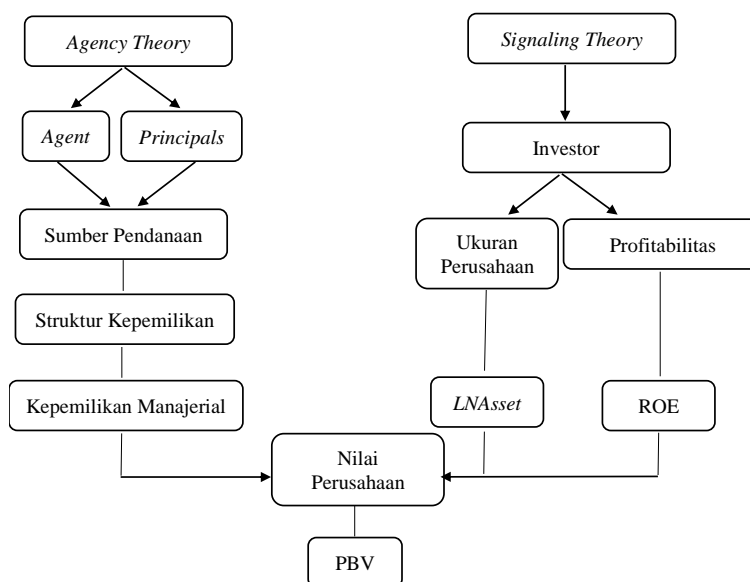 Agency Theory
Signaling Theory
Agent
Principals
Investor
Sumber Pendanaan
Ukuran
Perusahaan
Profitabilitas
Struktur Kepemilikan
Kepemilikan Manajerial
LNAsset
ROE
Nilai
Perusahaan
PBV